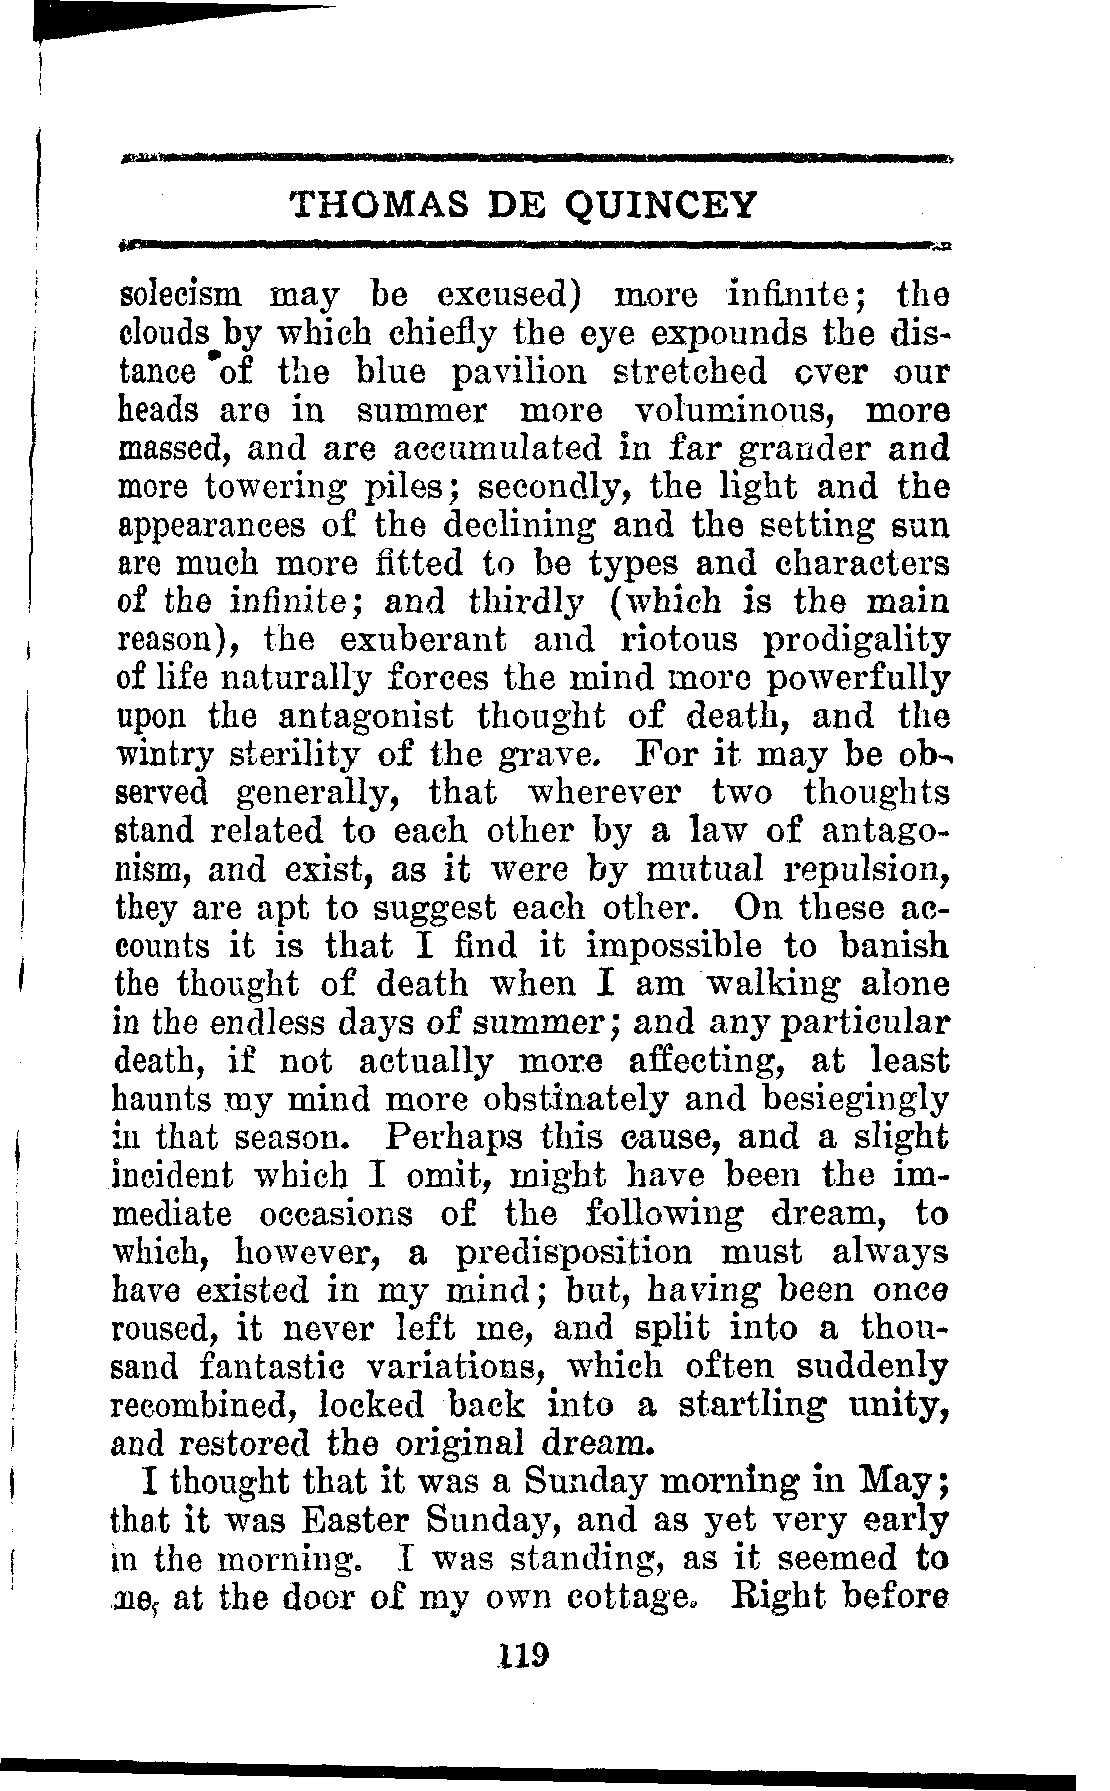 THOMAS DE QUINCEY
solecism may be excused) more infinite; the
clouds by which chiefly the eye expounds the dis-
tance of the blue pavilion stretched over our
heads are in summer more voluminous, more
massed, and are accumulated in far grander and
more towering piles; secondly, the light and the
appearances of the declining and the setting sun
are much more fitted to be types and characters
of the infinite; and thirdly (which is the main
reason), the exuberant and riotous prodigality
of life naturally forces the mind more powerfully
upon the antagonist thought of death, and the
wintry sterility of the grave. For it may be ob-
served generally, that wherever two thoughts
stand related to each other by a law of antago-
nism, and exist, as it were by mutual repulsion,
they are apt to suggest each other. On these ac-
counts it is that I find it impossible to banish
the thought of death when I am walking alone
in the endless days of summer; and any particular
death, if not actually more affecting, at least
haunts my mind more obstinately and besiegingly
in that season. Perhaps this cause, and a slight
incident which I omit, might have been the im-
mediate occasions of the following dream, to
which, however, a predisposition must always
have existed in my mind; but, having been once
roused, it never left me, and split into a thou-
sand fantastic variations, which often suddenly
recombined, locked back into a startling unity,
and restored the original dream.
I thought that it was a Sunday morning in May;
that it was Easter Sunday, and as yet very early
in the morning. I was standing, as it seemed to
me, at the door of my own cottage. Right before
119